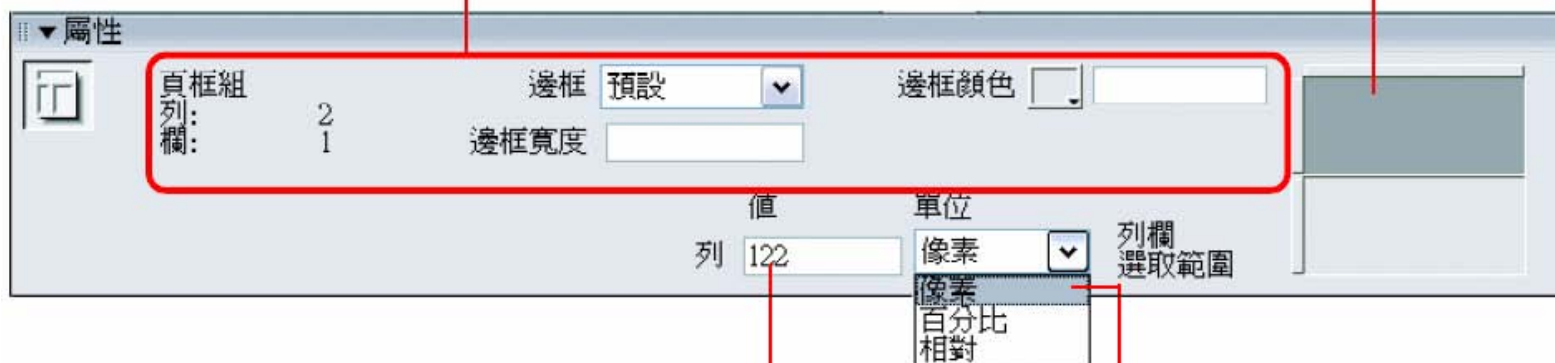 屬性
頁框組 邊框 預設 邊框顏色
列: 2
欄: 1 邊框寬度
值 單位
列 122 像素 列欄
選取範圍
像素
百分比
相對